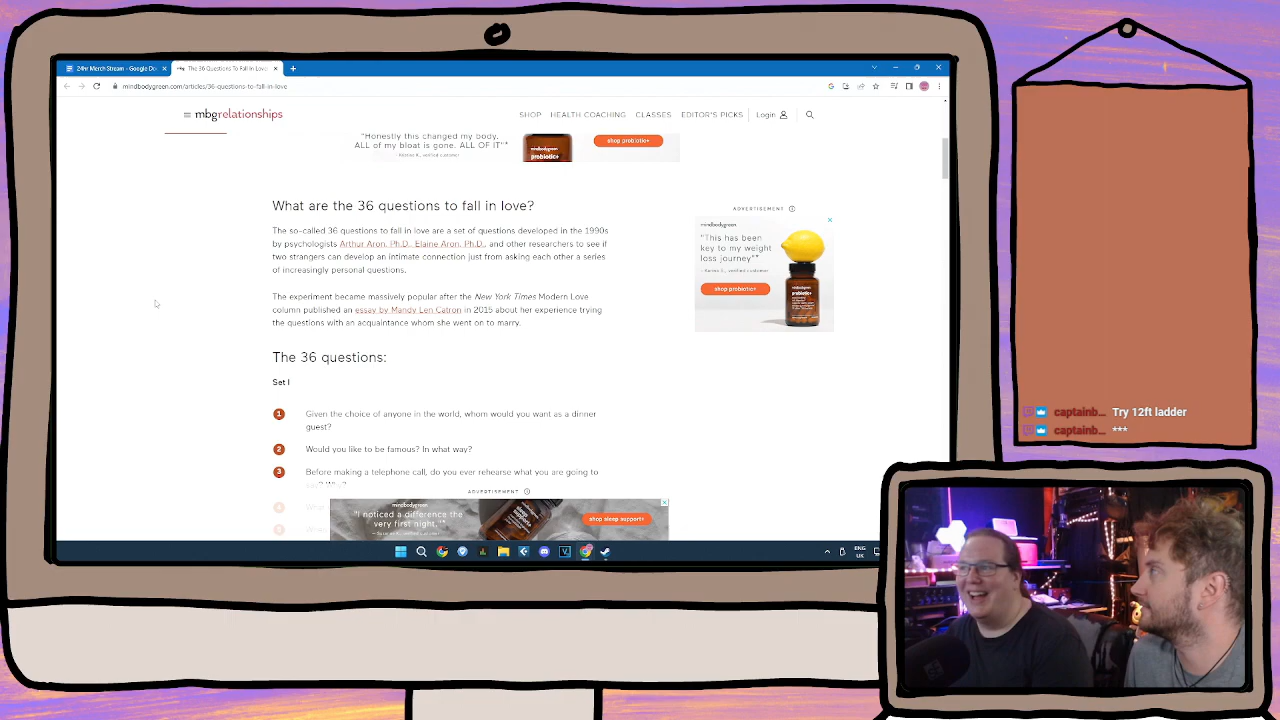 24hr Merch Stream - Google Do
The 36 Questions To Fall In Love
mindbodygreen.com/articles/36-questions-to-fall-in-love
mbgrelationships
SHOP HEALTH COACHING CLASSES EDITOR'S PICKS Login
"Honestly this changed my body.
ALL of my bloat is gone. ALL OF IT"*
shop probiotic+
probiotic+
What are the 36 questions to fall in love?
The so-called 36 questions to fall in love are a set of questions developed in the 1990s
by psychologists Arthur Aron, Ph.D., Elaine Aron, Ph.D., and other researchers to see if
two strangers can develop an intimate connection just from asking each other a series
of increasingly personal questions.
The experiment became massively popular after the New York Times Modern Love
column published an essay by Mandy Len Catron in 2015 about her experience trying
the questions with an acquaintance whom she went on to marry.
ADVERTISEMENT
mindbodygreen.
"This has been
key to my weight
loss journey"*
shop probiotic+
The 36 questions:
Set I
1 Given the choice of anyone in the world, whom would you want as a dinner
guest?
2 Would you like to be famous? In what way?
3 Before making a telephone call, do you ever rehearse what you are going to
ADVERTISEMENT
mindbodygreen
"I noticed a difference the
very first night."*
shop sleep support+
ENG
UK
captainb... Try 12ft ladder
captainb... ***